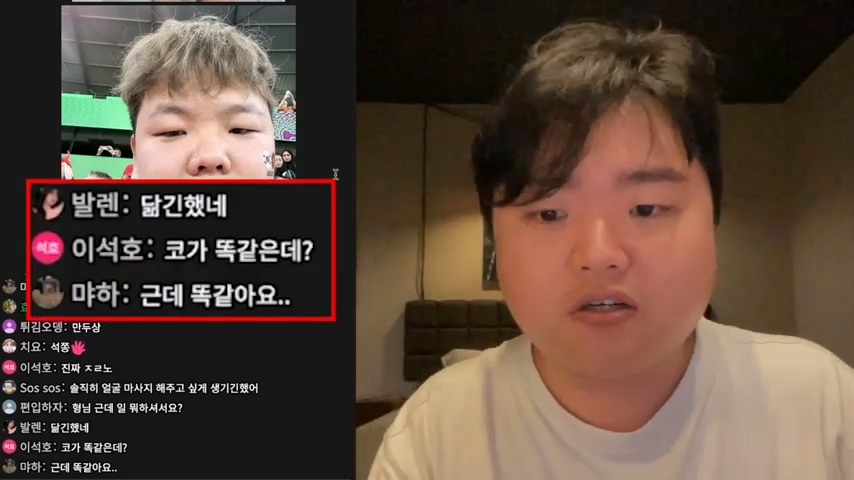 발렌: 닮긴했네
이석호: 코가 똑같은데?
먀하: 근데 똑같아요..
튀김오뎅: 만두상
치요: 석쫑
이석호: 진짜 ㅈㄹ노
Sos sos: 솔직히 얼굴 마사지 해주고 싶게 생기긴했어
편입하자: 형님 근데 일 뭐하셔서요?
발렌: 닮긴했네
이석호: 코가 똑같은데?
먀하: 근데 똑같아요..